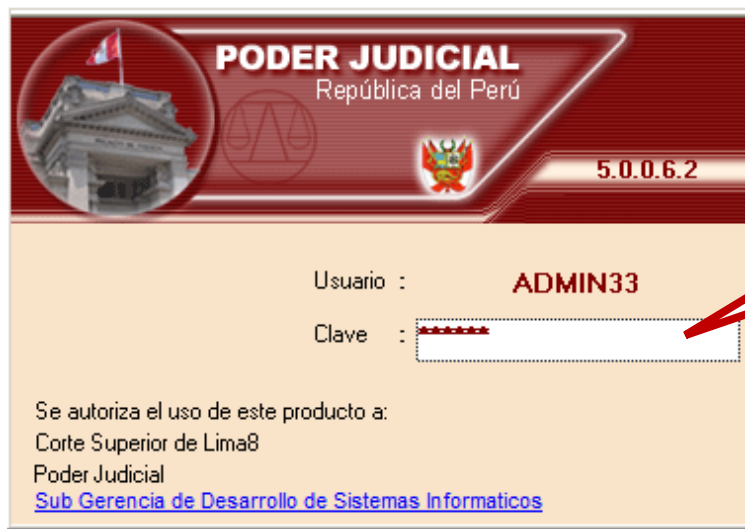 PODER JUDICIAL
República del Perú
5.0.0.6.2
Usuario : ADMIN33
Clave : ******
Se autoriza el uso de este producto a:
Corte Superior de Lima8
Poder Judicial
Sub Gerencia de Desarrollo de Sistemas Informaticos